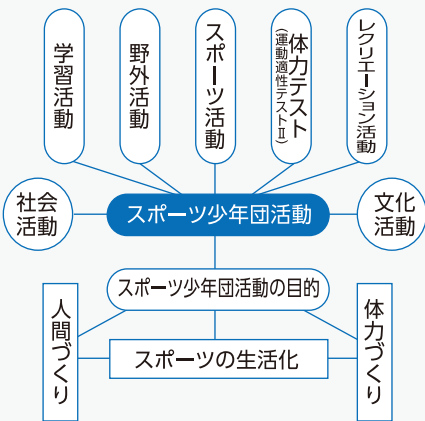 学習活動
野外活動
スポーツ活動
体力テスト
(運動適性テストⅡ)
レクリエーション活動
社会
活動
スポーツ少年団活動
文化
活動
スポーツ少年団活動の目的
人間づくり
スポーツの生活化
体力づくり